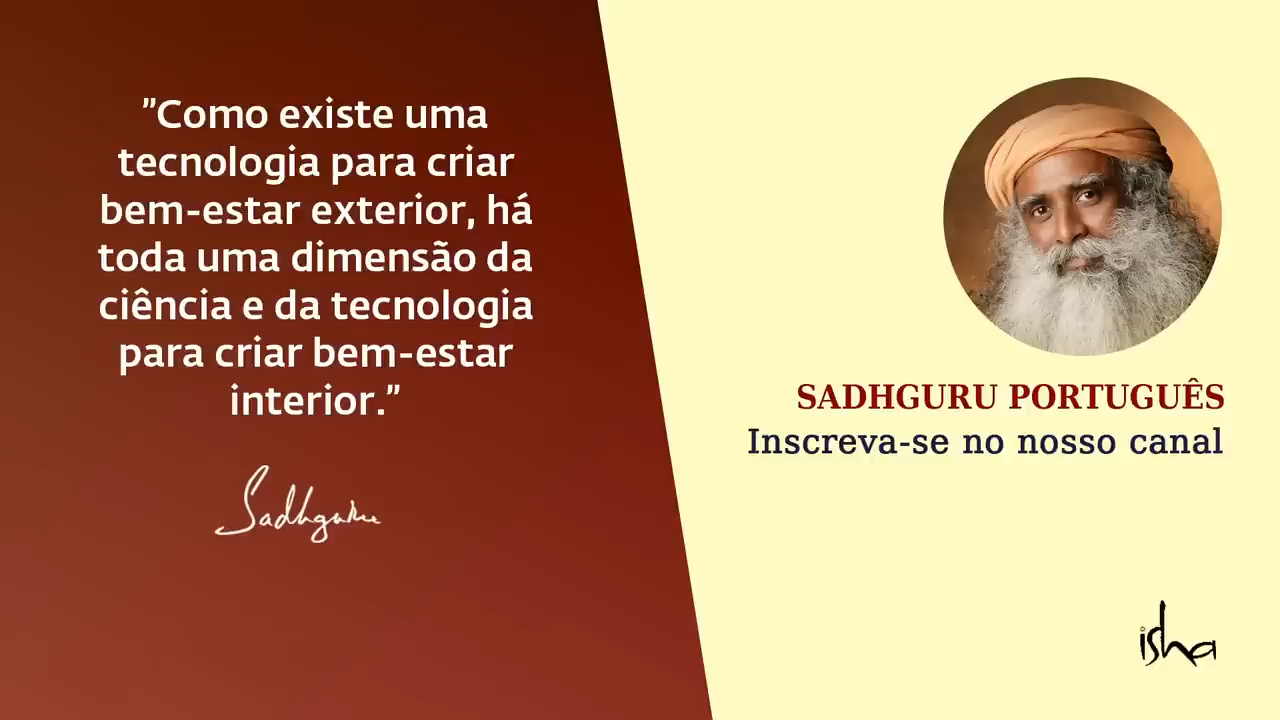 "Como existe uma
tecnologia para criar
bem-estar exterior, há
toda uma dimensão da
ciência e da tecnologia
para criar bem-estar
interior."
Sadhguru
SADHGURU PORTUGUÊS
Inscreva-se no nosso canal
isha